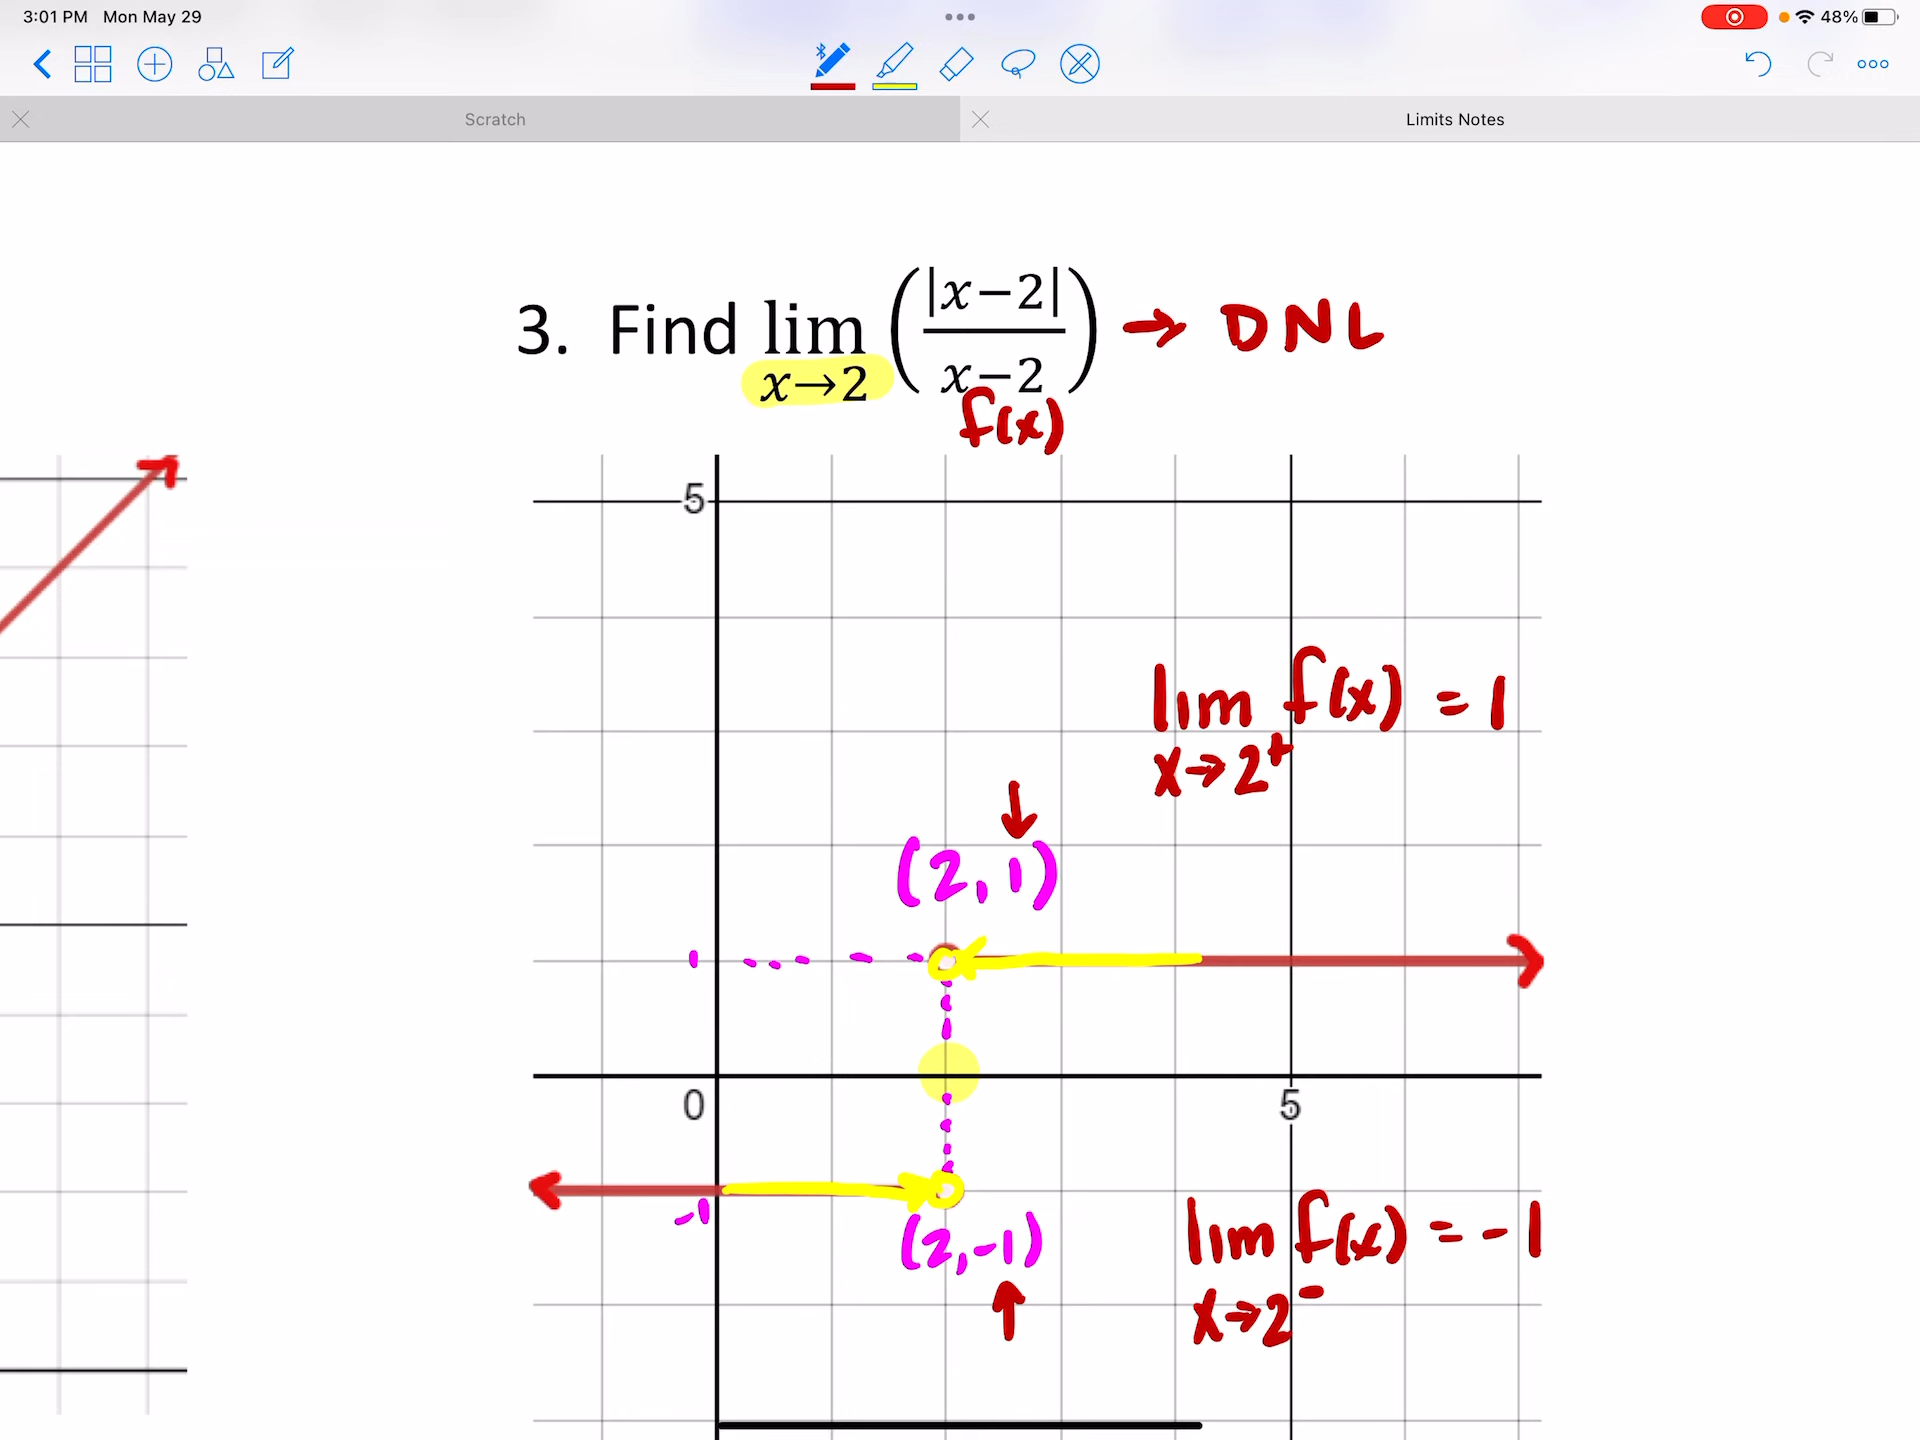 3:01 PM Mon May 29
48%
Scratch
Limits Notes
3. Find lim (|x−2|/x−2) → DNL
x→2
f(x)
5
lim f(x) = 1
x→2⁺
(2, 1)
1
0
5
-1
(2, -1)
lim f(x) = -1
x→2⁻